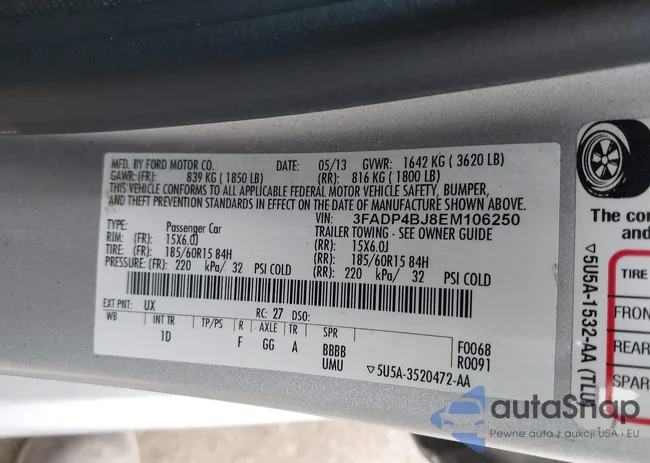 MFD. BY FORD MOTOR CO. DATE: 05/13 GVWR: 1642 KG ( 3620 LB)
GAWR: (FR): 839 KG ( 1850 LB) (RR): 816 KG ( 1800 LB)
THIS VEHICLE CONFORMS TO ALL APPLICABLE FEDERAL MOTOR VEHICLE SAFETY, BUMPER,
AND THEFT PREVENTION STANDARDS IN EFFECT ON THE DATE OF MANUFACTURE SHOWN ABOVE.
VIN: 3FADP4BJ8EM106250
TYPE: Passenger Car TRAILER TOWING - SEE OWNER GUIDE
RIM: (FR): 15X6.0J (RR): 15X6.0J
TIRE: (FR): 185/60R15 84H (RR): 185/60R15 84H
PRESSURE: (FR): 220 kPa/ 32 PSI COLD (RR): 220 kPa/ 32 PSI COLD
EXT PNT: UX RC: 27 DSO:
WB INT TR TP/PS R AXLE TR SPR F0068
1D F GG A BBBB R0091
UMU ▽5U5A-3520472-AA
The co
and
▽5U5A-1532-AA (TLU)
TIRE
FRON
REAR
SPAR
autoSnap
Pewne auta z aukcji USA i EU